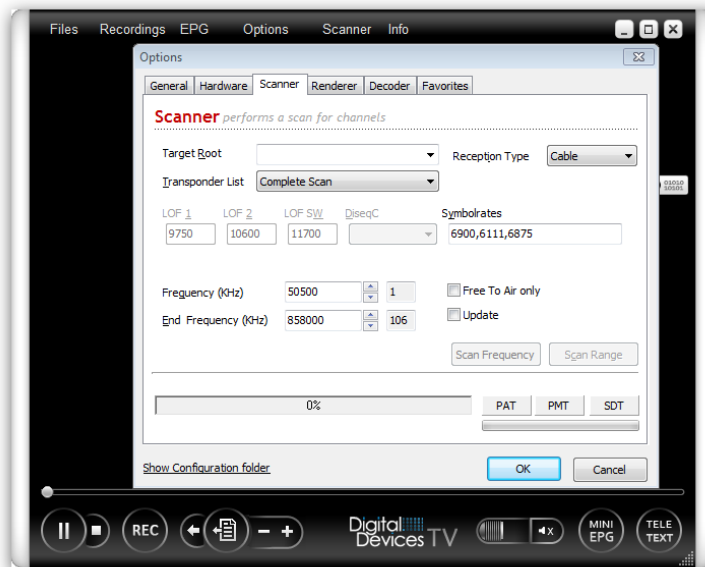 Files Recordings EPG Options Scanner Info
Options
General Hardware Scanner Renderer Decoder Favorites
Scanner performs a scan for channels
Target Root Reception Type Cable
Transponder List Complete Scan
LOF 1 LOF 2 LOF SW DiseqC Symbolrates
9750 10600 11700 6900,6111,6875
Frequency (KHz) 50500 1 Free To Air only
End Frequency (KHz) 858000 106 Update
Scan Frequency Scan Range
0% PAT PMT SDT
Show Configuration folder OK Cancel
REC Digital Devices TV MINI EPG TELE TEXT
01010
10101